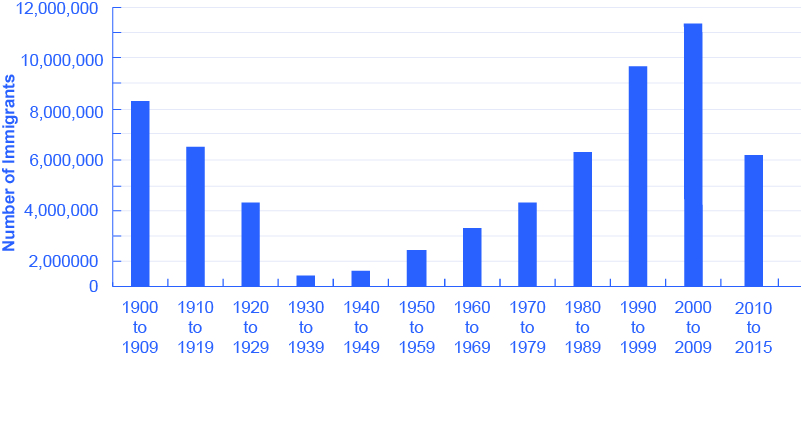 12,000,000
10,000,000
8,000,000
6,000,000
4,000,000
2,000000
0
Number of Immigrants
1900 to 1909
1910 to 1919
1920 to 1929
1930 to 1939
1940 to 1949
1950 to 1959
1960 to 1969
1970 to 1979
1980 to 1989
1990 to 1999
2000 to 2009
2010 to 2015